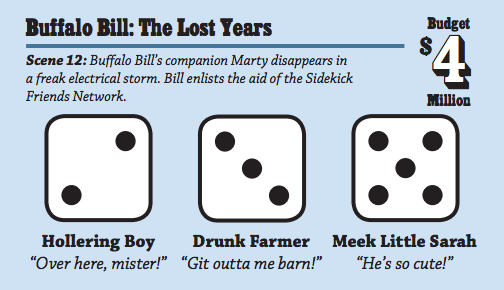 Buffalo Bill: The Lost Years
Budget
$4
Million
Scene 12: Buffalo Bill's companion Marty disappears in
a freak electrical storm. Bill enlists the aid of the Sidekick
Friends Network.
Hollering Boy
"Over here, mister!"
Drunk Farmer
"Git outta me barn!"
Meek Little Sarah
"He's so cute!"